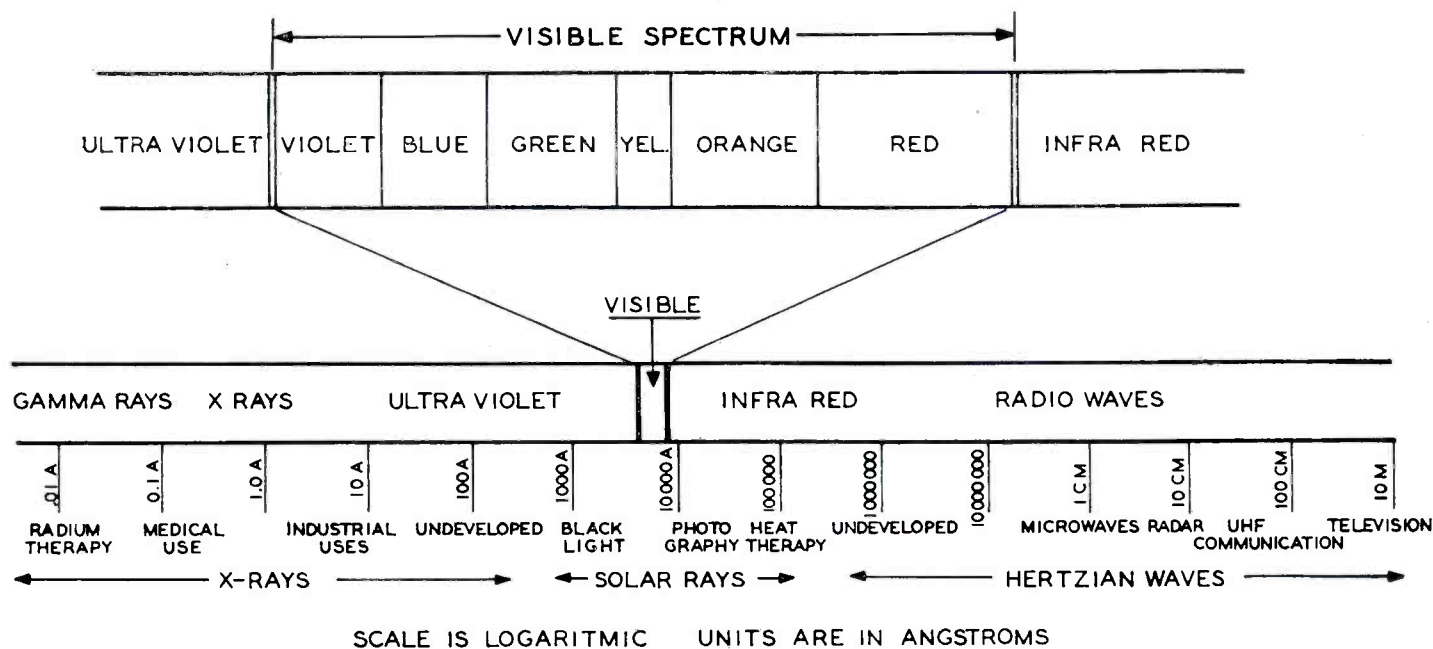 VISIBLE SPECTRUM
ULTRA VIOLET VIOLET BLUE GREEN YEL. ORANGE RED INFRA RED
VISIBLE
GAMMA RAYS X RAYS ULTRA VIOLET INFRA RED RADIO WAVES
.01 A 0.1 A 1.0 A 10 A 100 A 1000 A 10000 A 100000 1000000 10000000 1 CM 10 CM 100 CM 10 M
RADIUM MEDICAL INDUSTRIAL UNDEVELOPED BLACK PHOTO HEAT UNDEVELOPED MICROWAVES RADAR UHF TELEVISION
THERAPY USE USES LIGHT GRAPHY THERAPY COMMUNICATION
X-RAYS SOLAR RAYS HERTZIAN WAVES
SCALE IS LOGARITMIC UNITS ARE IN ANGSTROMS